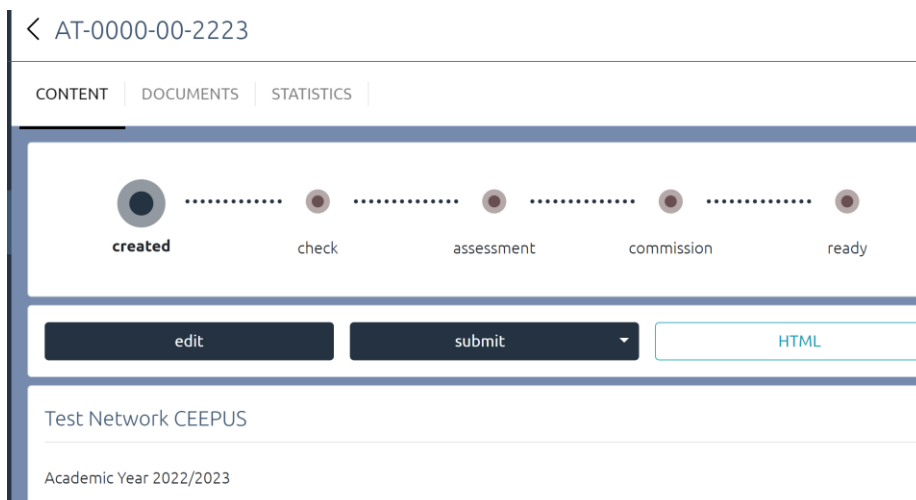 AT-0000-00-2223
CONTENT DOCUMENTS STATISTICS
created check assessment commission ready
edit submit HTML
Test Network CEEPUS
Academic Year 2022/2023